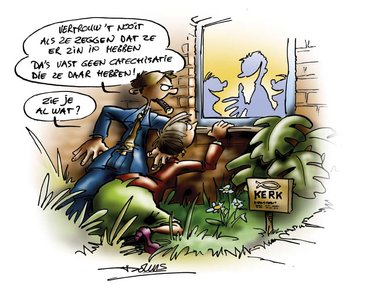 VERTROUW 'T NOOIT
ALS ZE ZEGGEN DAT ZE
ER ZIN IN HEBBEN
DA'S VAST GEEN CATECHISATIE
DIE ZE DAAR HEBBEN!
ZIE JE
AL WAT?
KERK